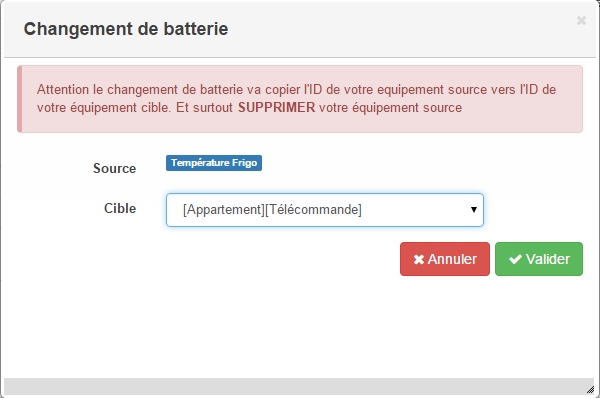 Changement de batterie
Attention le changement de batterie va copier l'ID de votre equipement source vers l'ID de
votre équipement cible. Et surtout SUPPRIMER votre équipement source
Source Température Frigo
Cible [Appartement][Télécommande]
Annuler Valider